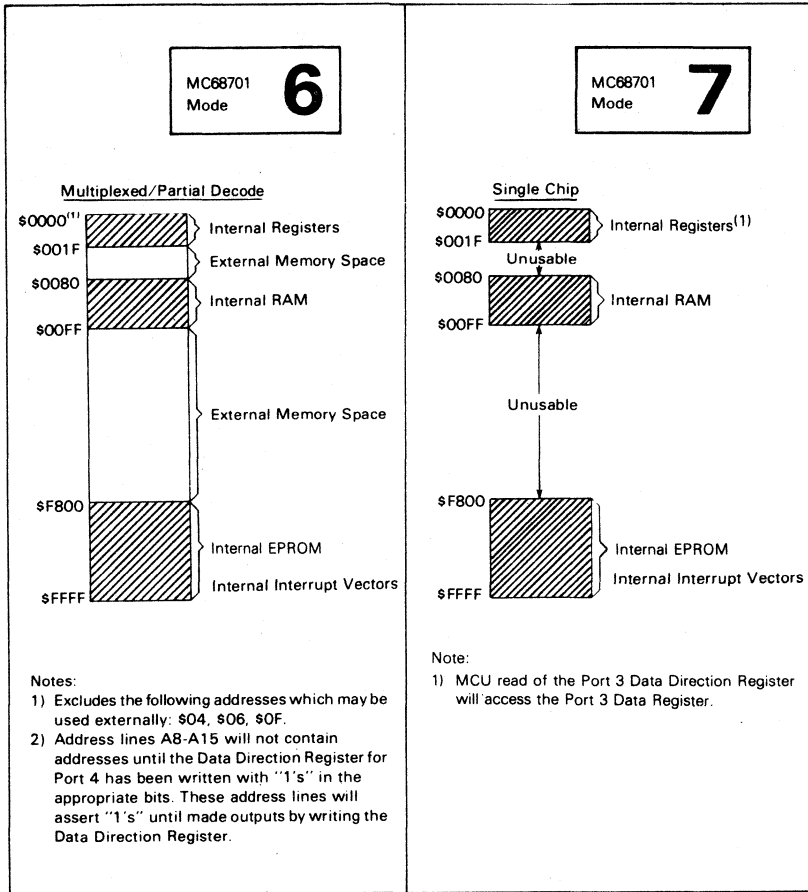 MC68701
Mode
6
Multiplexed/Partial Decode
$0000(1)
Internal Registers
$001F
External Memory Space
$0080
Internal RAM
$00FF
External Memory Space
$F800
Internal EPROM
Internal Interrupt Vectors
$FFFF
Notes:
1) Excludes the following addresses which may be
used externally: $04, $06, $0F.
2) Address lines A8-A15 will not contain
addresses until the Data Direction Register for
Port 4 has been written with "1's" in the
appropriate bits. These address lines will
assert "1's" until made outputs by writing the
Data Direction Register.
MC68701
Mode
7
Single Chip
$0000
Internal Registers(1)
$001F
Unusable
$0080
Internal RAM
$00FF
Unusable
$F800
Internal EPROM
Internal Interrupt Vectors
$FFFF
Note:
1) MCU read of the Port 3 Data Direction Register
will access the Port 3 Data Register.